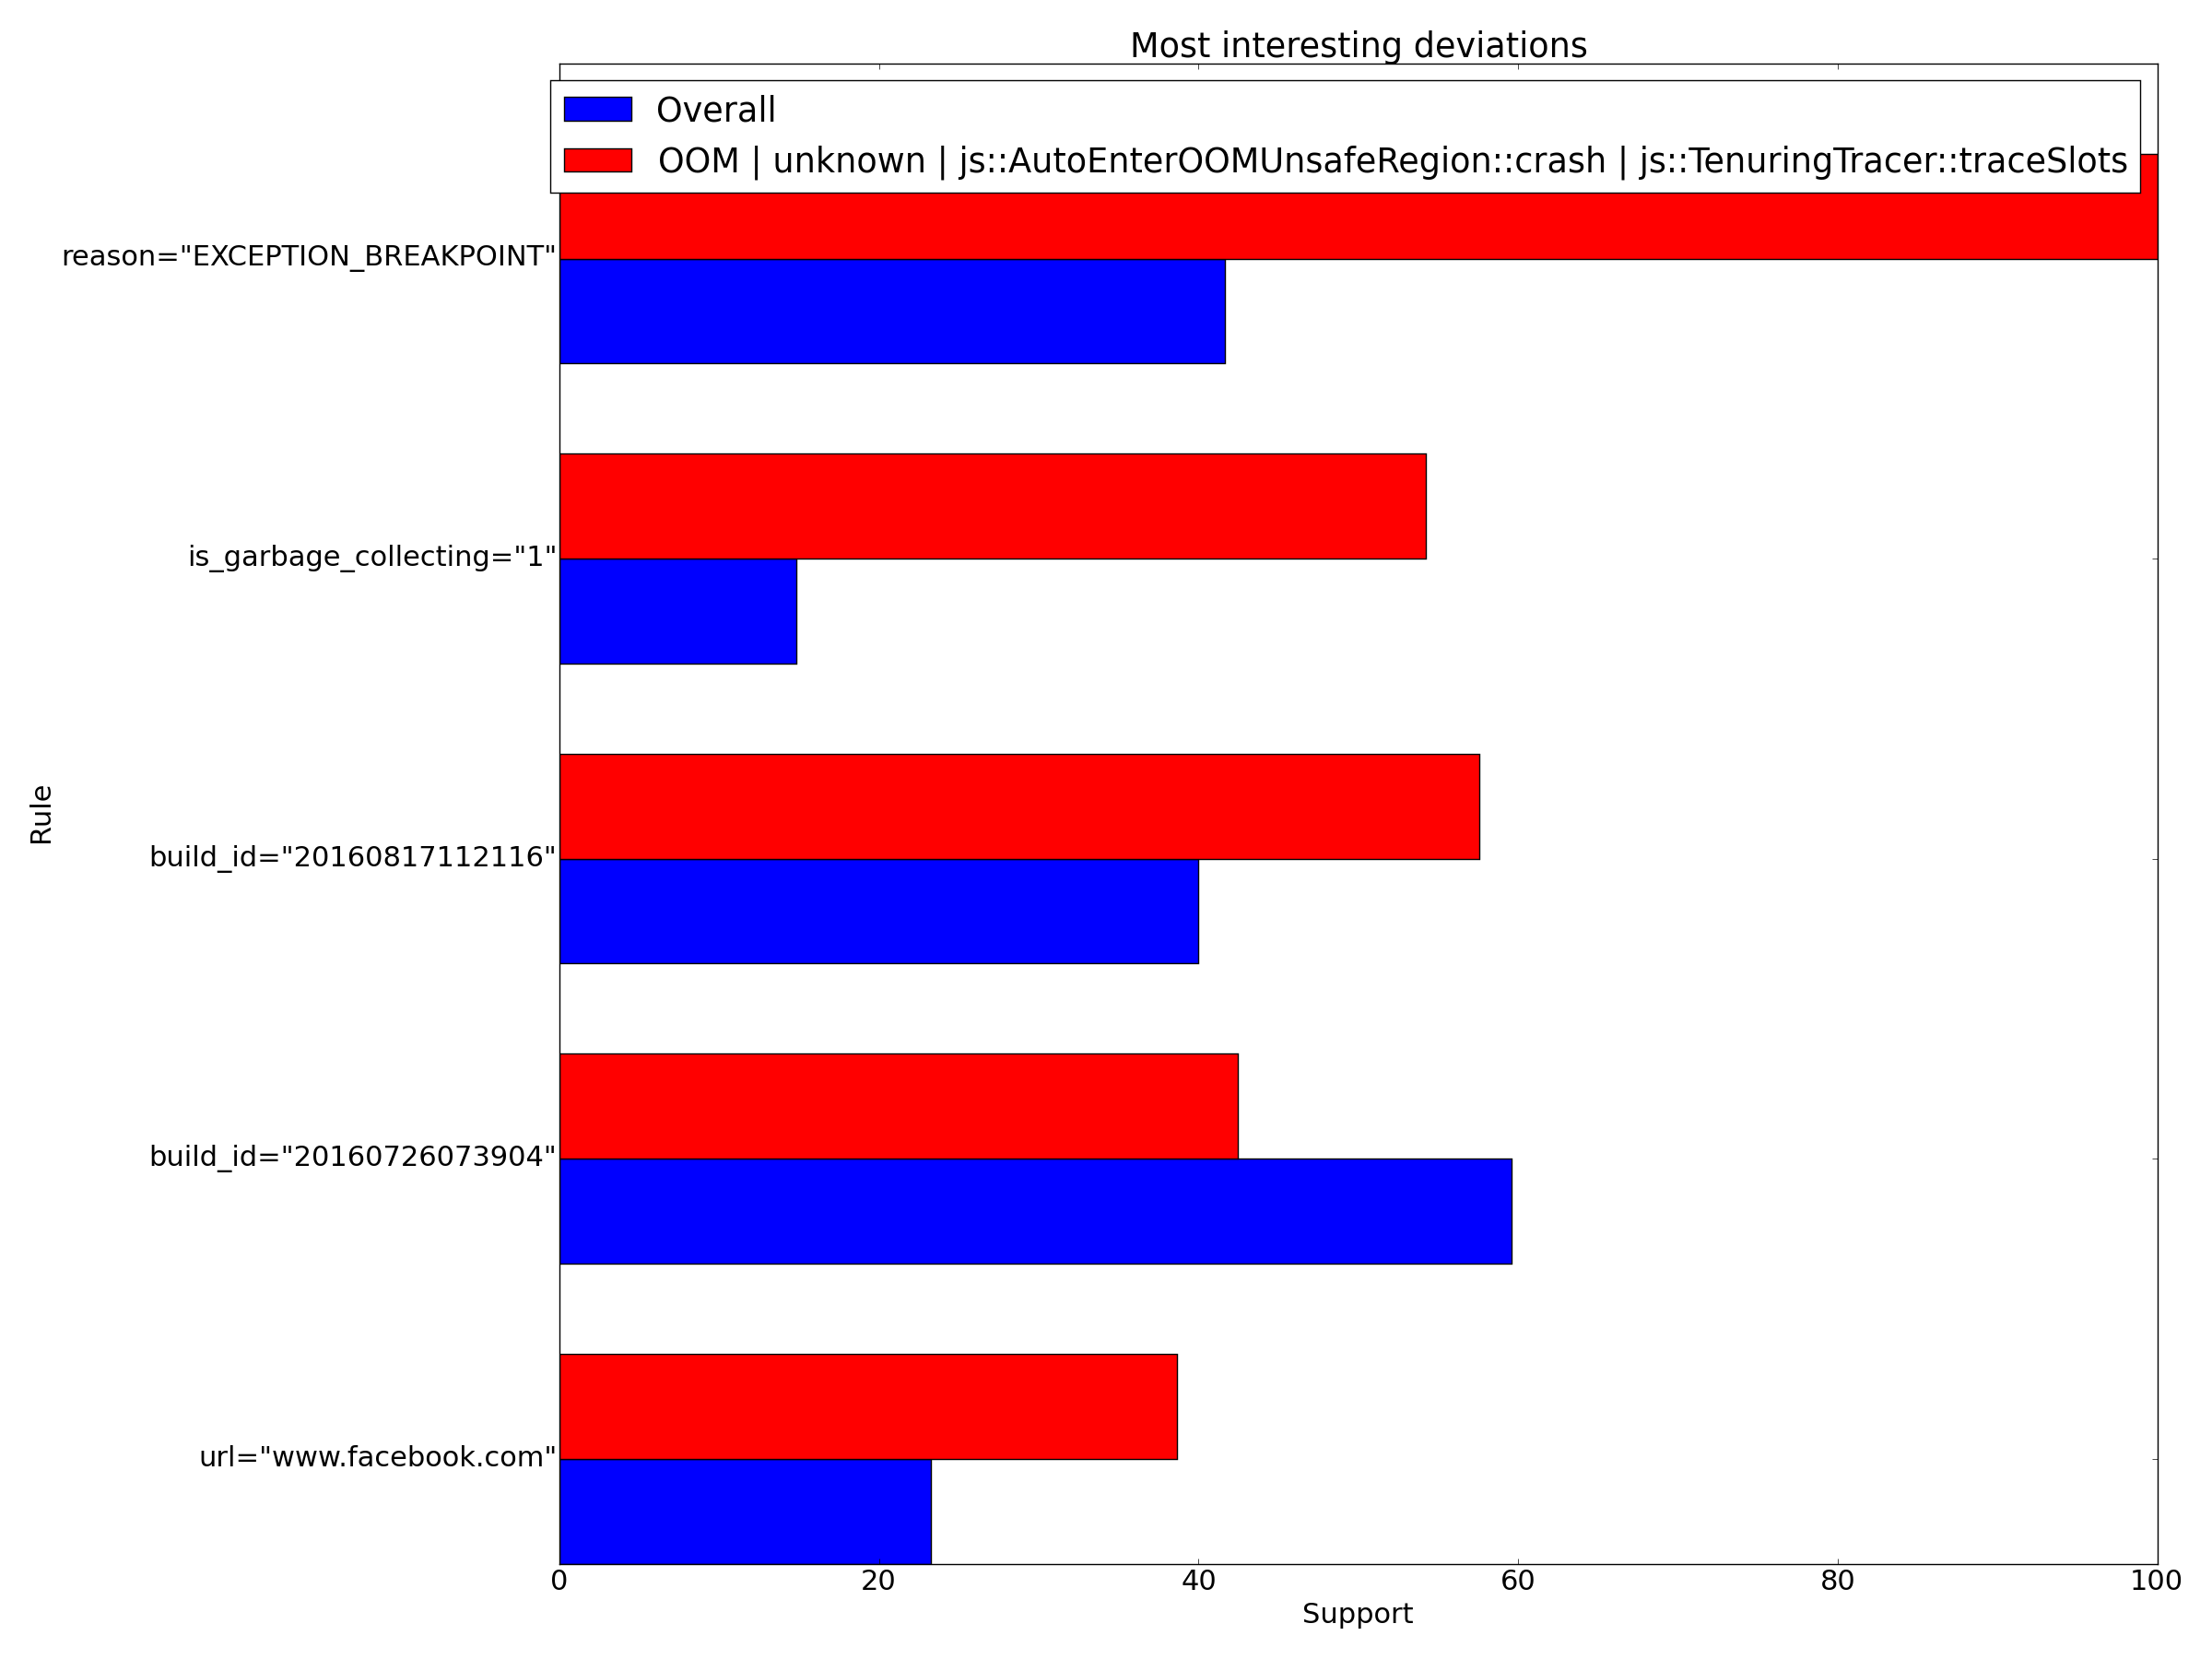 Most interesting deviations
Overall
OOM | unknown | js::AutoEnterOOMUnsafeRegion::crash | js::TenuringTracer::traceSlots
reason="EXCEPTION_BREAKPOINT"
is_garbage_collecting="1"
build_id="20160817112116"
build_id="20160726073904"
url="www.facebook.com"
Rule
0 20 40 60 80 100
Support